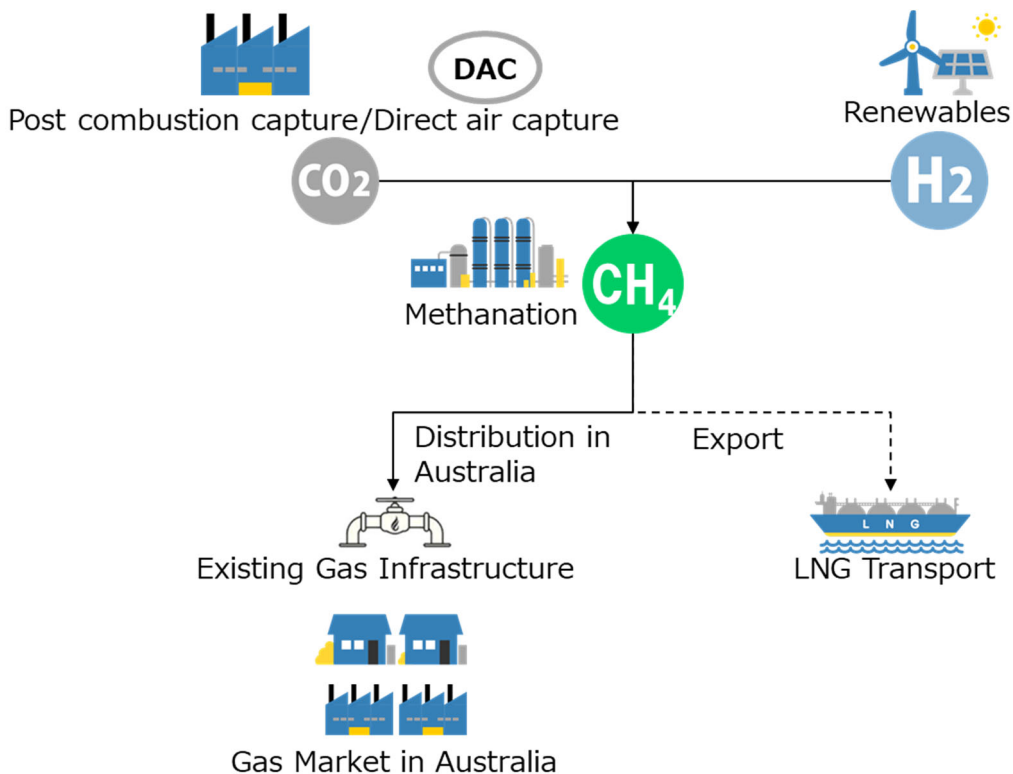 DAC
Post combustion capture/Direct air capture
Renewables
CO2
H2
CH4
Methanation
Distribution in
Australia
Export
LNG
Existing Gas Infrastructure
LNG Transport
Gas Market in Australia